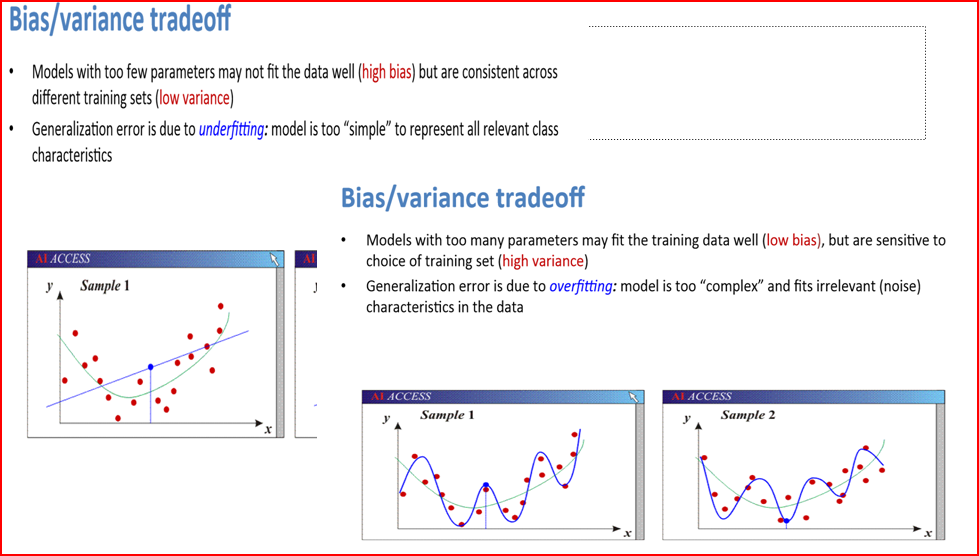 Bias/variance tradeoff
• Models with too few parameters may not fit the data well (high bias) but are consistent across
different training sets (low variance)
• Generalization error is due to underfitting: model is too “simple” to represent all relevant class
characteristics
AI ACCESS
y Sample 1
x
AI
Bias/variance tradeoff
• Models with too many parameters may fit the training data well (low bias), but are sensitive to
choice of training set (high variance)
• Generalization error is due to overfitting: model is too “complex” and fits irrelevant (noise)
characteristics in the data
AI ACCESS
y Sample 1
x
AI ACCESS
y Sample 2
x